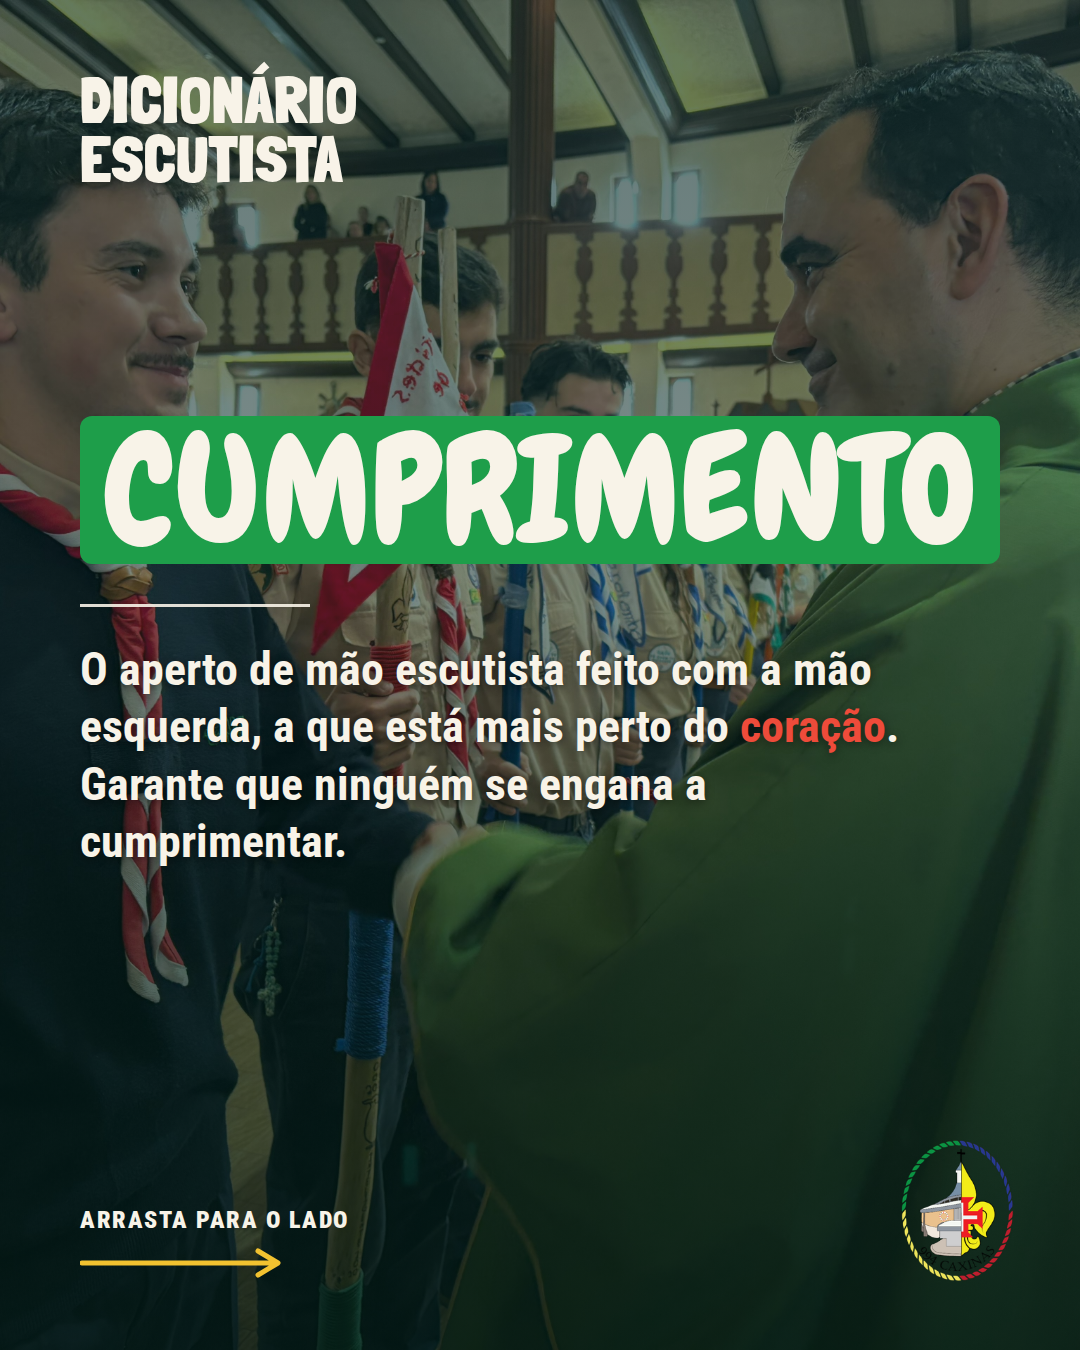 DICIONÁRIO
ESCUTISTA
CUMPRIMENTO
O aperto de mão escutista feito com a mão
esquerda, a que está mais perto do coração.
Garante que ninguém se engana a
cumprimentar.
ARRASTA PARA O LADO
CAXINAS